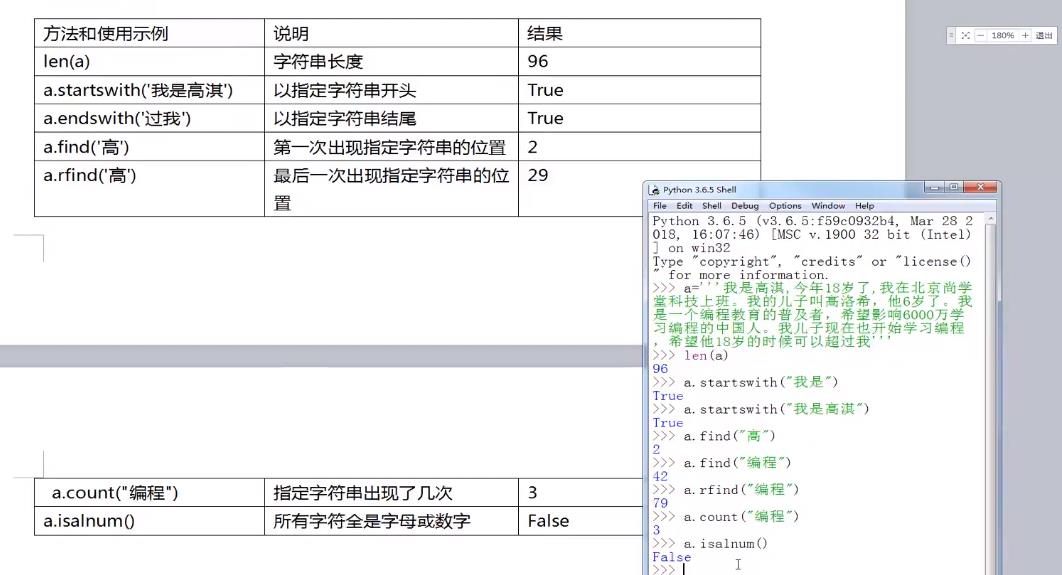 方法和使用示例 说明 结果
len(a) 字符串长度 96
a.startswith('我是高淇') 以指定字符串开头 True
a.endswith('过我') 以指定字符串结尾 True
a.find('高') 第一次出现指定字符串的位置 2
a.rfind('高') 最后一次出现指定字符串的位 29
置
a.count("编程") 指定字符串出现了几次 3
a.isalnum() 所有字符全是字母或数字 False
180% 退出
Python 3.6.5 Shell
File Edit Shell Debug Options Window Help
Python 3.6.5 (v3.6.5:f59c0932b4, Mar 28 2
018, 16:07:46) [MSC v.1900 32 bit (Intel)
] on win32
Type "copyright", "credits" or "license()
" for more information.
>>> a='''我是高淇,今年18岁了,我在北京尚学
堂科技上班。我的儿子叫高洛希，他6岁了。我
是一个编程教育的普及者，希望影响6000万学
习编程的中国人。我儿子现在也开始学习编程
，希望他18岁的时候可以超过我'''
>>> len(a)
96
>>> a.startswith("我是")
True
>>> a.startswith("我是高淇")
True
>>> a.find("高")
2
>>> a.find("编程")
42
>>> a.rfind("编程")
79
>>> a.count("编程")
3
>>> a.isalnum()
False
>>>